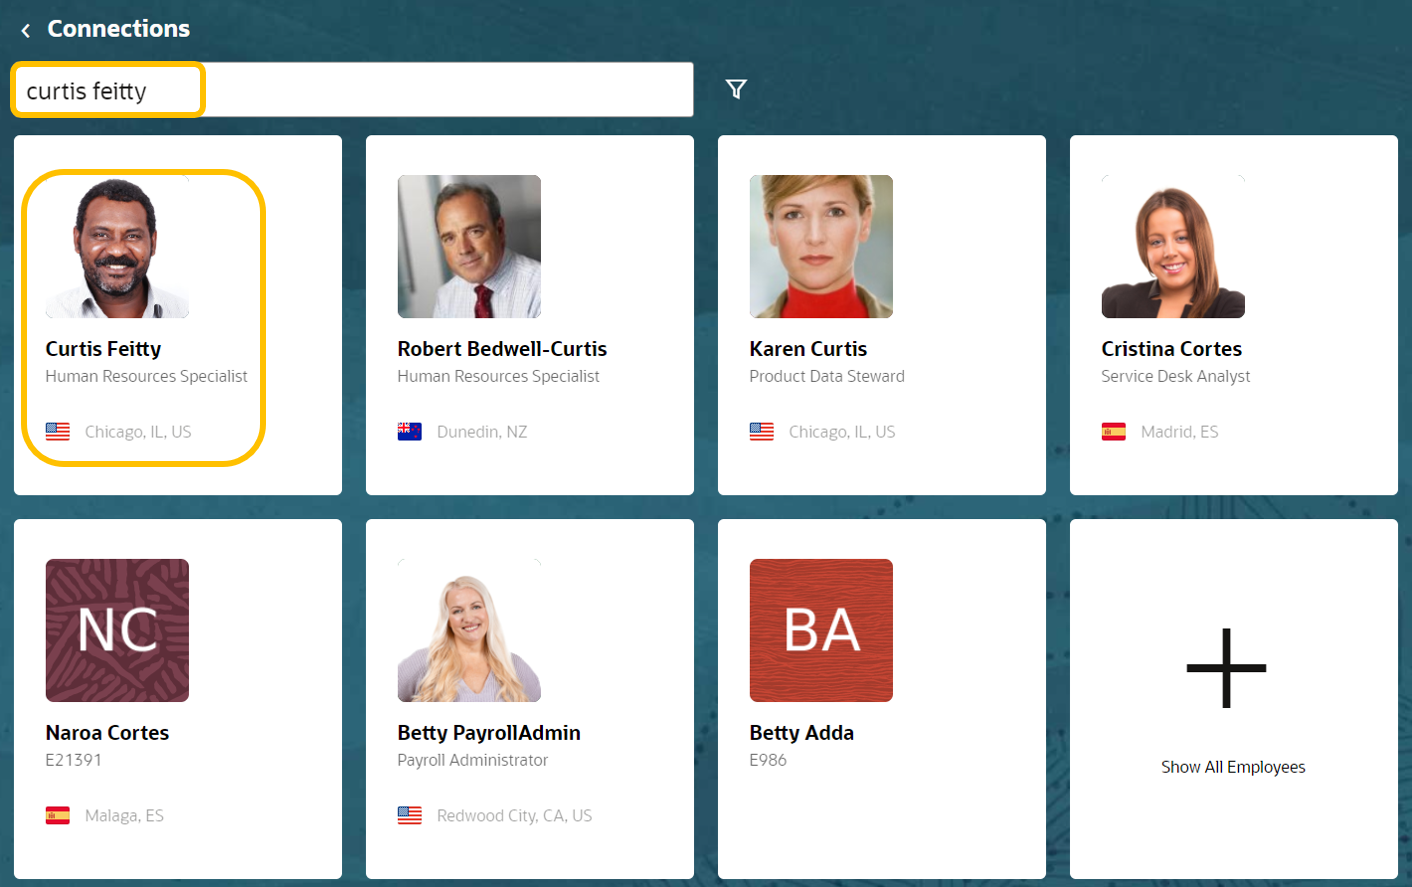 Connections
curtis feitty
Curtis Feitty
Human Resources Specialist
Chicago, IL, US
Robert Bedwell-Curtis
Human Resources Specialist
Dunedin, NZ
Karen Curtis
Product Data Steward
Chicago, IL, US
Cristina Cortes
Service Desk Analyst
Madrid, ES
NC
Naroa Cortes
E21391
Malaga, ES
Betty PayrollAdmin
Payroll Administrator
Redwood City, CA, US
BA
Betty Adda
E986
Show All Employees